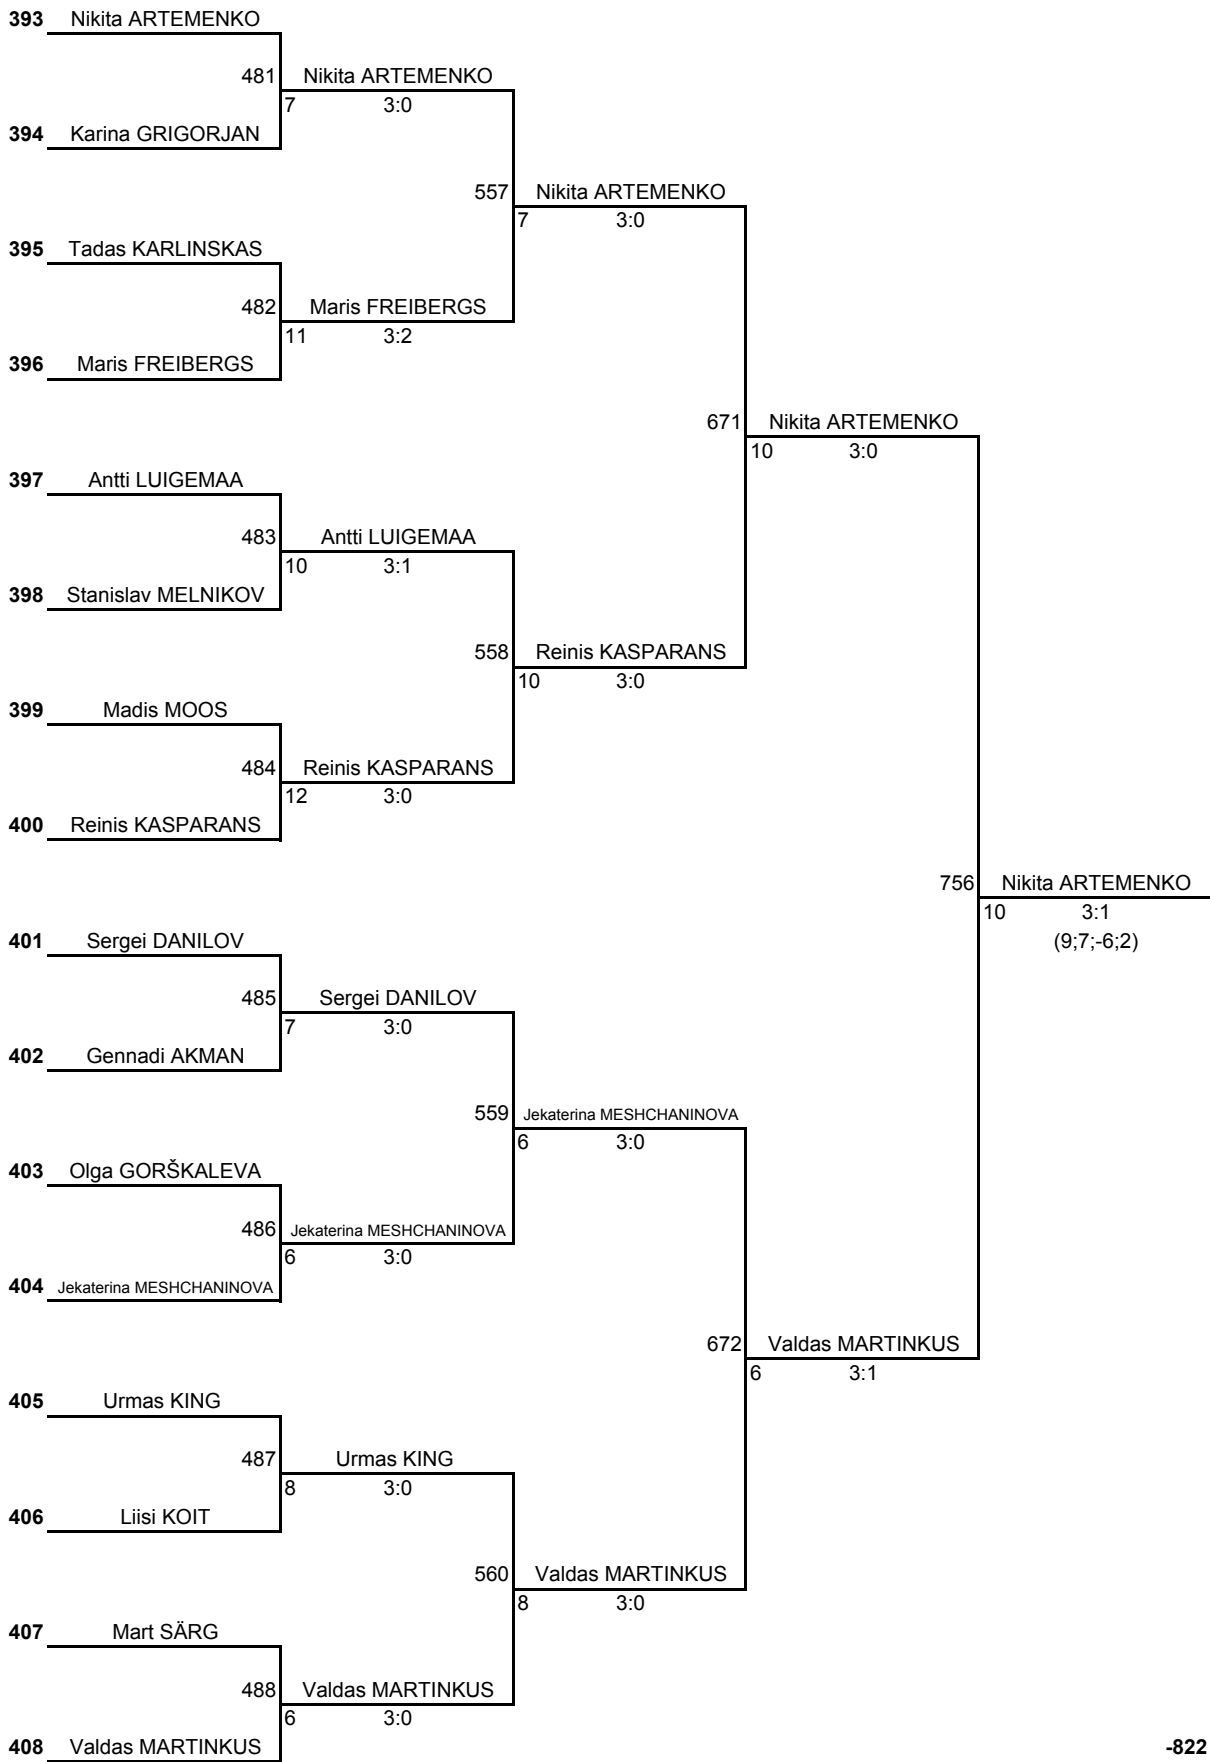 393 Nikita ARTEMENKO
481 Nikita ARTEMENKO
7 3:0
394 Karina GRIGORJAN
557 Nikita ARTEMENKO
7 3:0
395 Tadas KARLINSKAS
482 Maris FREIBERGS
11 3:2
396 Maris FREIBERGS
671 Nikita ARTEMENKO
10 3:0
397 Antti LUIGEMAA
483 Antti LUIGEMAA
10 3:1
398 Stanislav MELNIKOV
558 Reinis KASPARANS
10 3:0
399 Madis MOOS
484 Reinis KASPARANS
12 3:0
400 Reinis KASPARANS
756 Nikita ARTEMENKO
10 3:1
401 Sergei DANILOV
(9;7;-6;2)
485 Sergei DANILOV
7 3:0
402 Gennadi AKMAN
559 Jekaterina MESHCHANINOVA
6 3:0
403 Olga GORŠKALEVA
486 Jekaterina MESHCHANINOVA
6 3:0
404 Jekaterina MESHCHANINOVA
672 Valdas MARTINKUS
6 3:1
405 Urmas KING
487 Urmas KING
8 3:0
406 Liisi KOIT
560 Valdas MARTINKUS
8 3:0
407 Mart SÄRG
488 Valdas MARTINKUS
6 3:0
408 Valdas MARTINKUS
-822